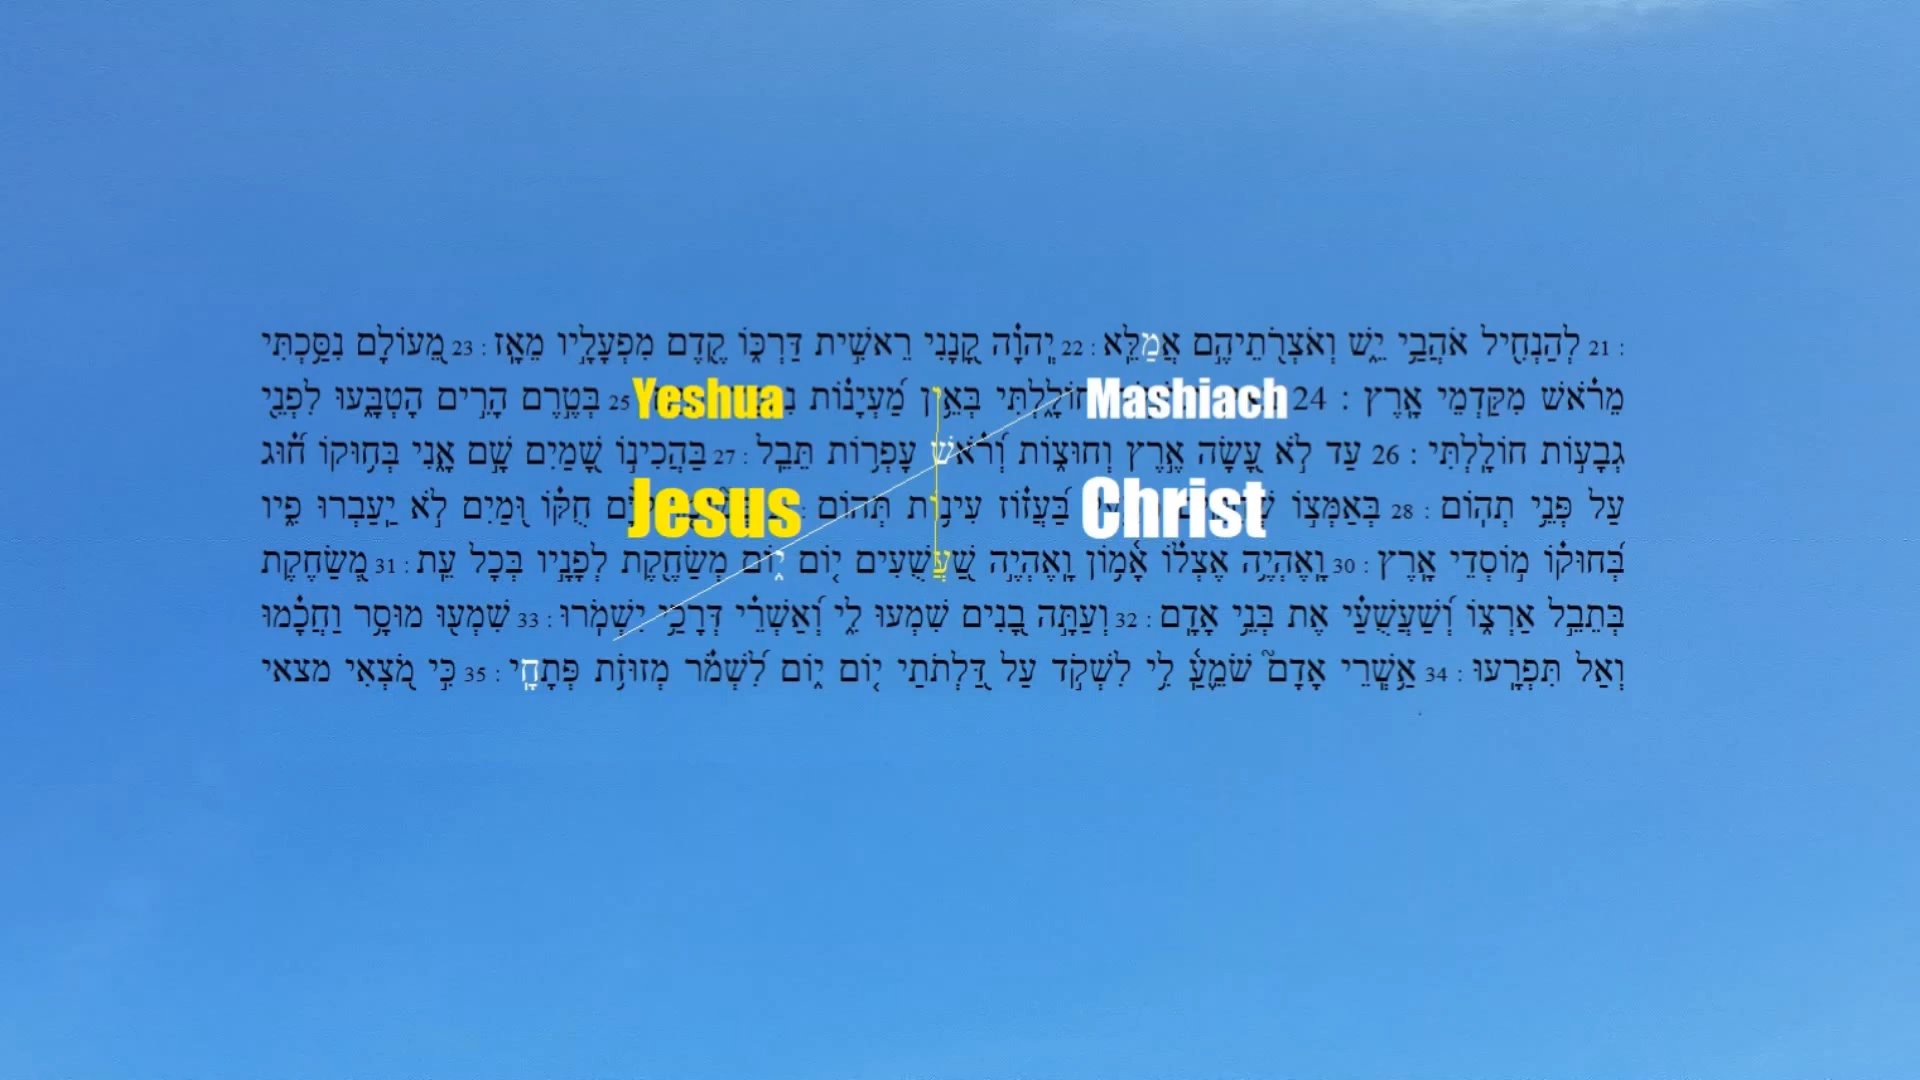 21 : לְהַנְחִיל אֹהֲבַי יֵשׁ וְאֹצְרֹתֵיהֶם אֲמַלֵּא : 22 יְהוָה קָנָנִי רֵאשִׁית דַּרְכּוֹ קֶדֶם מִפְעָלָיו מֵאָז : 23 מֵעוֹלָם נִסַּכְתִּי
מֵרֹאשׁ מִקַּדְמֵי אָרֶץ : 24 Mashiach חוֹלָלְתִּי בְּאֵין מַעְיָנוֹת Yeshua 25 בְּטֶרֶם הָרִים הָטְבָּעוּ לִפְנֵי
גְבָעוֹת חוֹלָלְתִּי : 26 עַד לֹא עָשָׂה אֶרֶץ וְחוּצוֹת וְרֹאשׁ עָפְרוֹת תֵּבֵל : 27 בַּהֲכִינוֹ שָׁמַיִם שָׁם אָנִי בְּחוּקוֹ חוּג
עַל פְּנֵי תְהוֹם : 28 בְּאַמְּצוֹ Christ בַּעֲזוֹז עִינוֹת תְּהוֹם : Jesus חֻקּוֹ וּמַיִם לֹא יַעַבְרוּ פִיו
בְּחוּקוֹ מוֹסְדֵי אָרֶץ : 30 וָאֶהְיֶה אֶצְלוֹ אָמוֹן וָאֶהְיֶה שַׁעֲשֻׁעִים יוֹם יוֹם מְשַׂחֶקֶת לְפָנָיו בְּכָל עֵת : 31 מְשַׂחֶקֶת
בְּתֵבֵל אַרְצוֹ וְשַׁעֲשֻׁעַי אֶת בְּנֵי אָדָם : 32 וְעַתָּה בָנִים שִׁמְעוּ לִי וְאַשְׁרֵי דְּרָכַי יִשְׁמֹרוּ : 33 שִׁמְעוּ מוּסָר וַחֲכָמוּ
וְאַל תִּפְרָעוּ : 34 אַשְׁרֵי אָדָם שֹׁמֵעַ לִי לִשְׁקֹד עַל דַּלְתֹתַי יוֹם יוֹם לִשְׁמֹר מְזוּזֹת פְּתָחָי : 35 כִּי מֹצְאִי מצאי